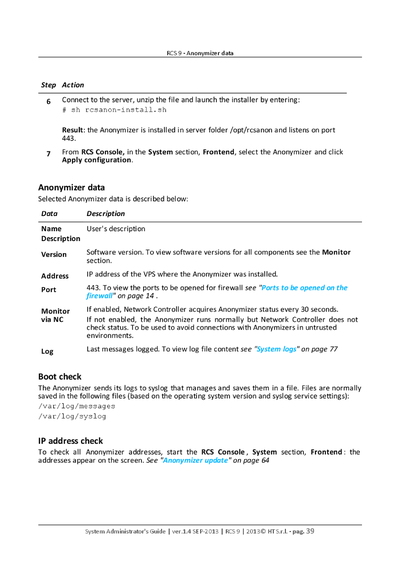 RCS 9 - Anonymizer data
Step Action
6 Connect to the server, unzip the file and launch the installer by entering:
# sh rcsanon-install.sh
Result: the Anonymizer is installed in server folder /opt/rcsanon and listens on port
443.
7 From RCS Console, in the System section, Frontend, select the Anonymizer and click
Apply configuration.
Anonymizer data
Selected Anonymizer data is described below:
Data Description
Name User's description
Description
Version Software version. To view software versions for all components see the Monitor
section.
Address IP address of the VPS where the Anonymizer was installed.
Port 443. To view the ports to be opened for firewall see "Ports to be opened on the
firewall" on page 14 .
Monitor If enabled, Network Controller acquires Anonymizer status every 30 seconds.
via NC If not enabled, the Anonymizer runs normally but Network Controller does not
check status. To be used to avoid connections with Anonymizers in untrusted
environments.
Log Last messages logged. To view log file content see "System logs" on page 77
Boot check
The Anonymizer sends its logs to syslog that manages and saves them in a file. Files are normally
saved in the following files (based on the operating system version and syslog service settings):
/var/log/messages
/var/log/syslog
IP address check
To check all Anonymizer addresses, start the RCS Console , System section, Frontend : the
addresses appear on the screen. See "Anonymizer update" on page 64
System Administrator's Guide | ver.1.4 SEP-2013 | RCS 9 | 2013© HT S.r.l. - pag. 39